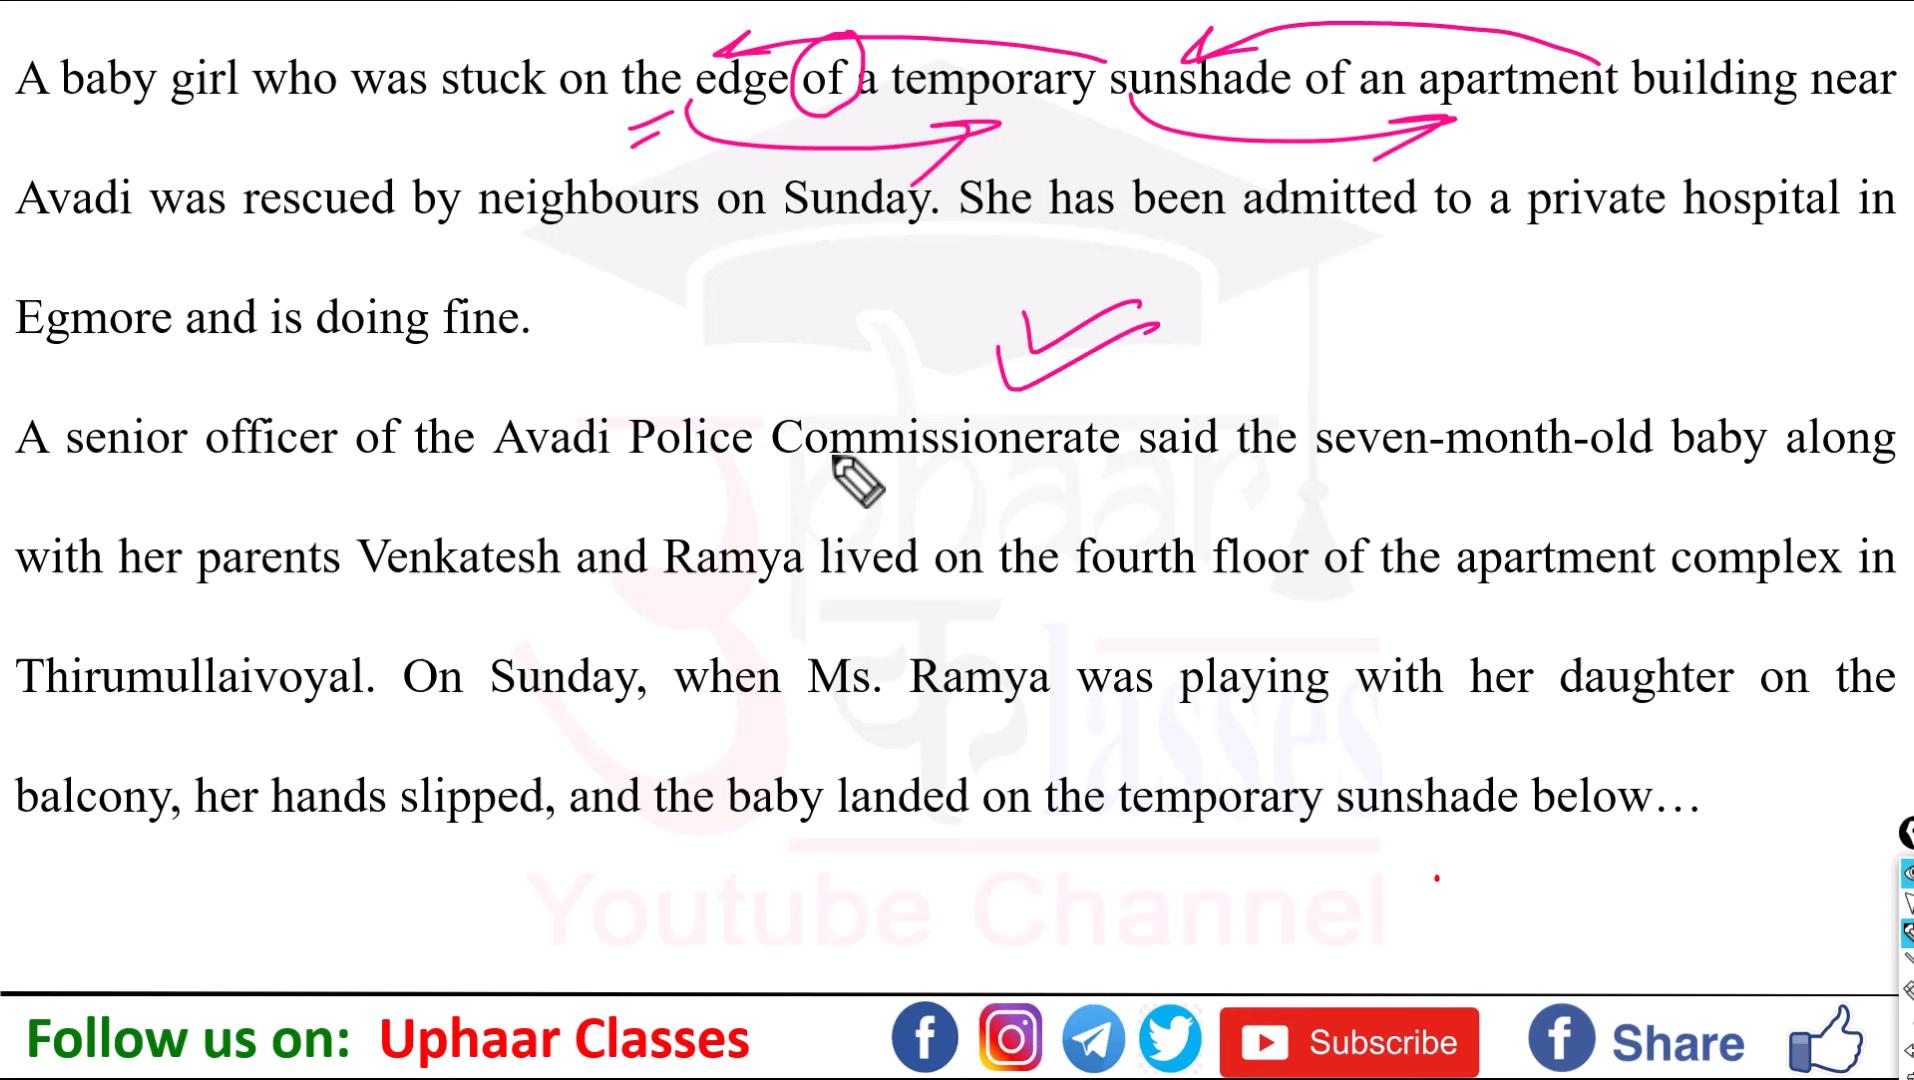 A baby girl who was stuck on the edge of a temporary sunshade of an apartment building near
Avadi was rescued by neighbours on Sunday. She has been admitted to a private hospital in
Egmore and is doing fine.
A senior officer of the Avadi Police Commissionerate said the seven-month-old baby along
with her parents Venkatesh and Ramya lived on the fourth floor of the apartment complex in
Thirumullaivoyal. On Sunday, when Ms. Ramya was playing with her daughter on the
balcony, her hands slipped, and the baby landed on the temporary sunshade below…
उphaar
कlasses
Youtube Channel
Follow us on: Uphaar Classes Subscribe Share